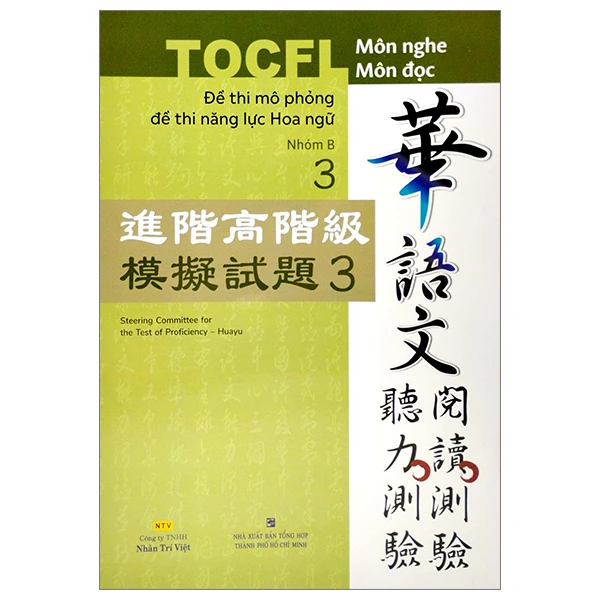 TOCFL
Môn nghe
Môn đọc
Đề thi mô phỏng
đề thi năng lực Hoa ngữ
Nhóm B
3
進階高階級
模擬試題3
Steering Committee for
the Test of Proficiency – Huayu
華語文
聽力測驗
閱讀測驗
NTV
Công ty TNHH
Nhân Trí Việt
NHÀ XUẤT BẢN TỔNG HỢP
THÀNH PHỐ HỒ CHÍ MINH